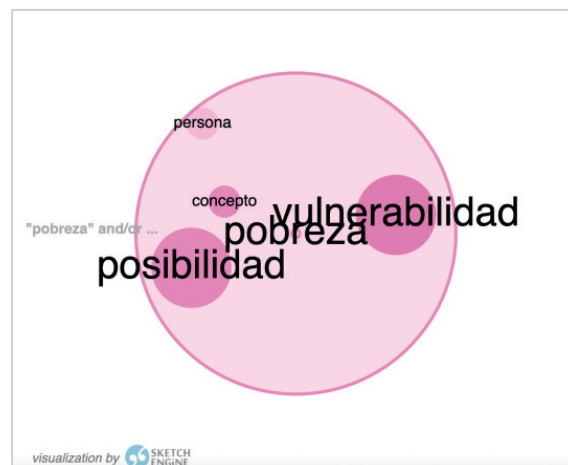 persona
concepto
vulnerabilidad
"pobreza" and/or ...
pobreza
posibilidad
visualization by SKETCH
ENGINE